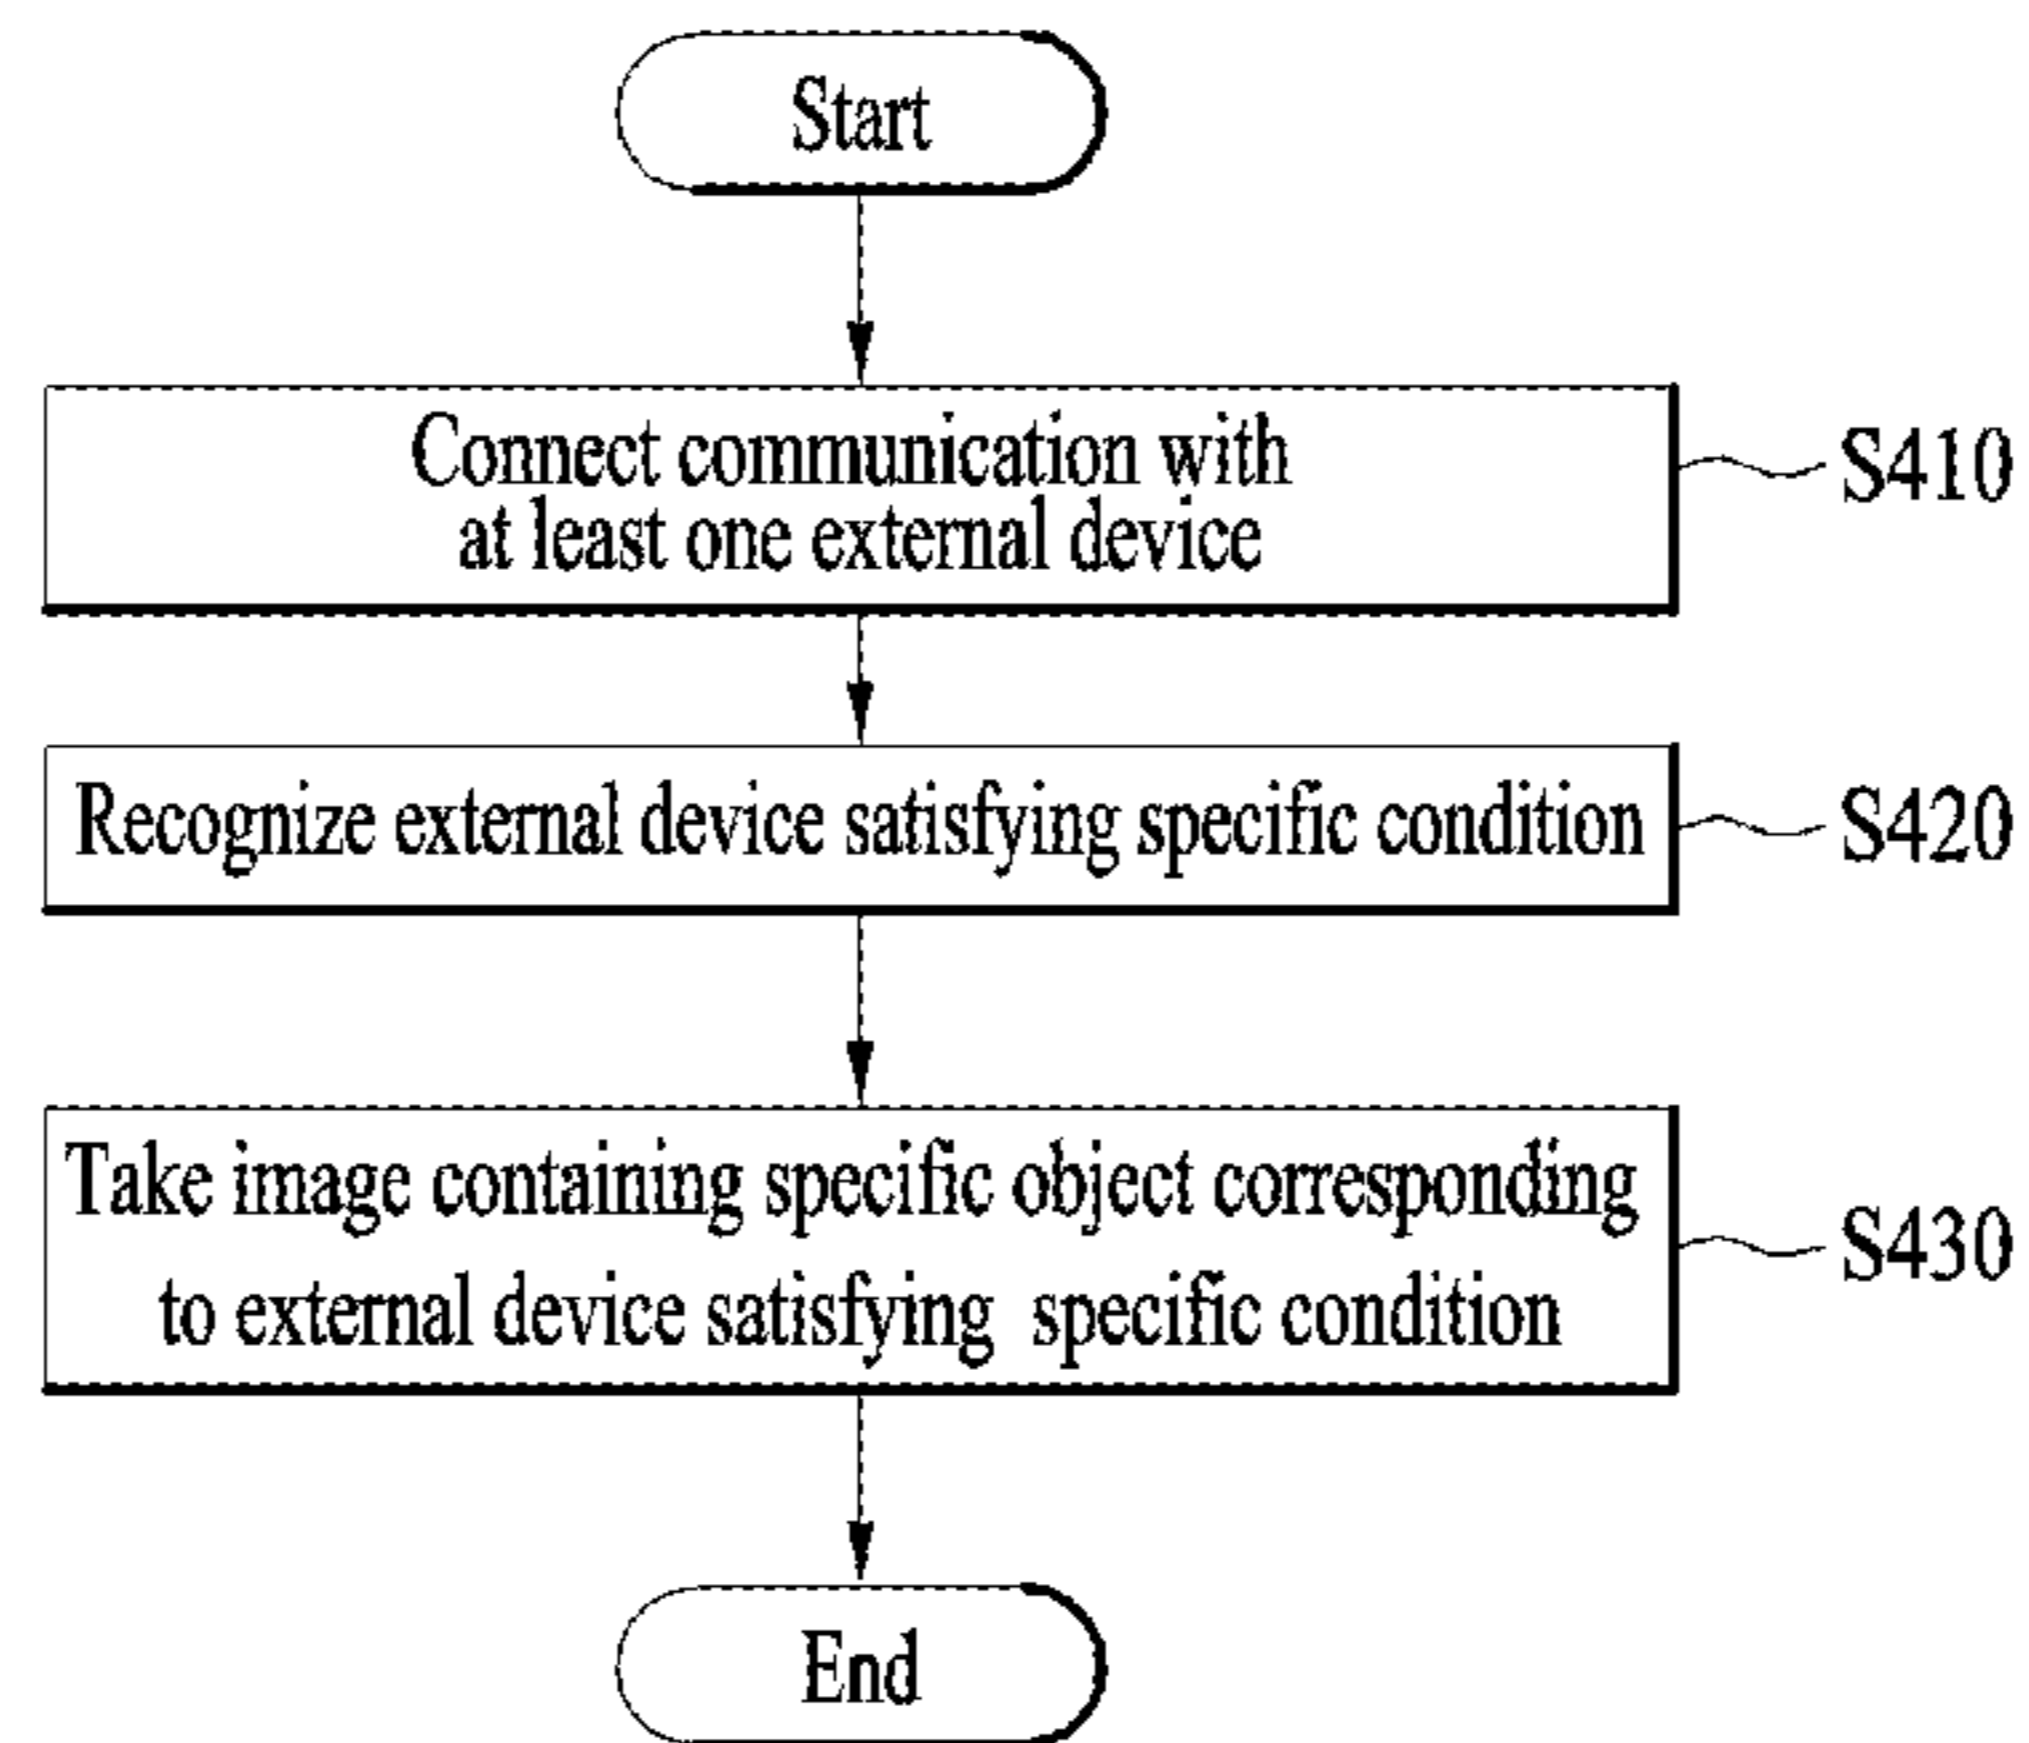 Start
Connect communication with
at least one external device
S410
Recognize external device satisfying specific condition
S420
Take image containing specific object corresponding
to external device satisfying specific condition
S430
End